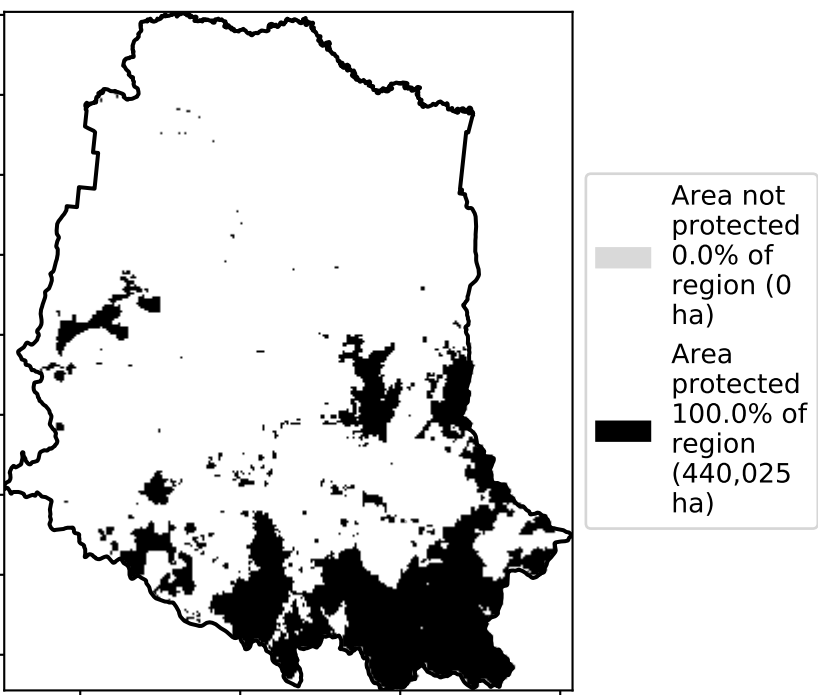 Area not
protected
0.0% of
region (0
ha)
Area
protected
100.0% of
region
(440,025
ha)